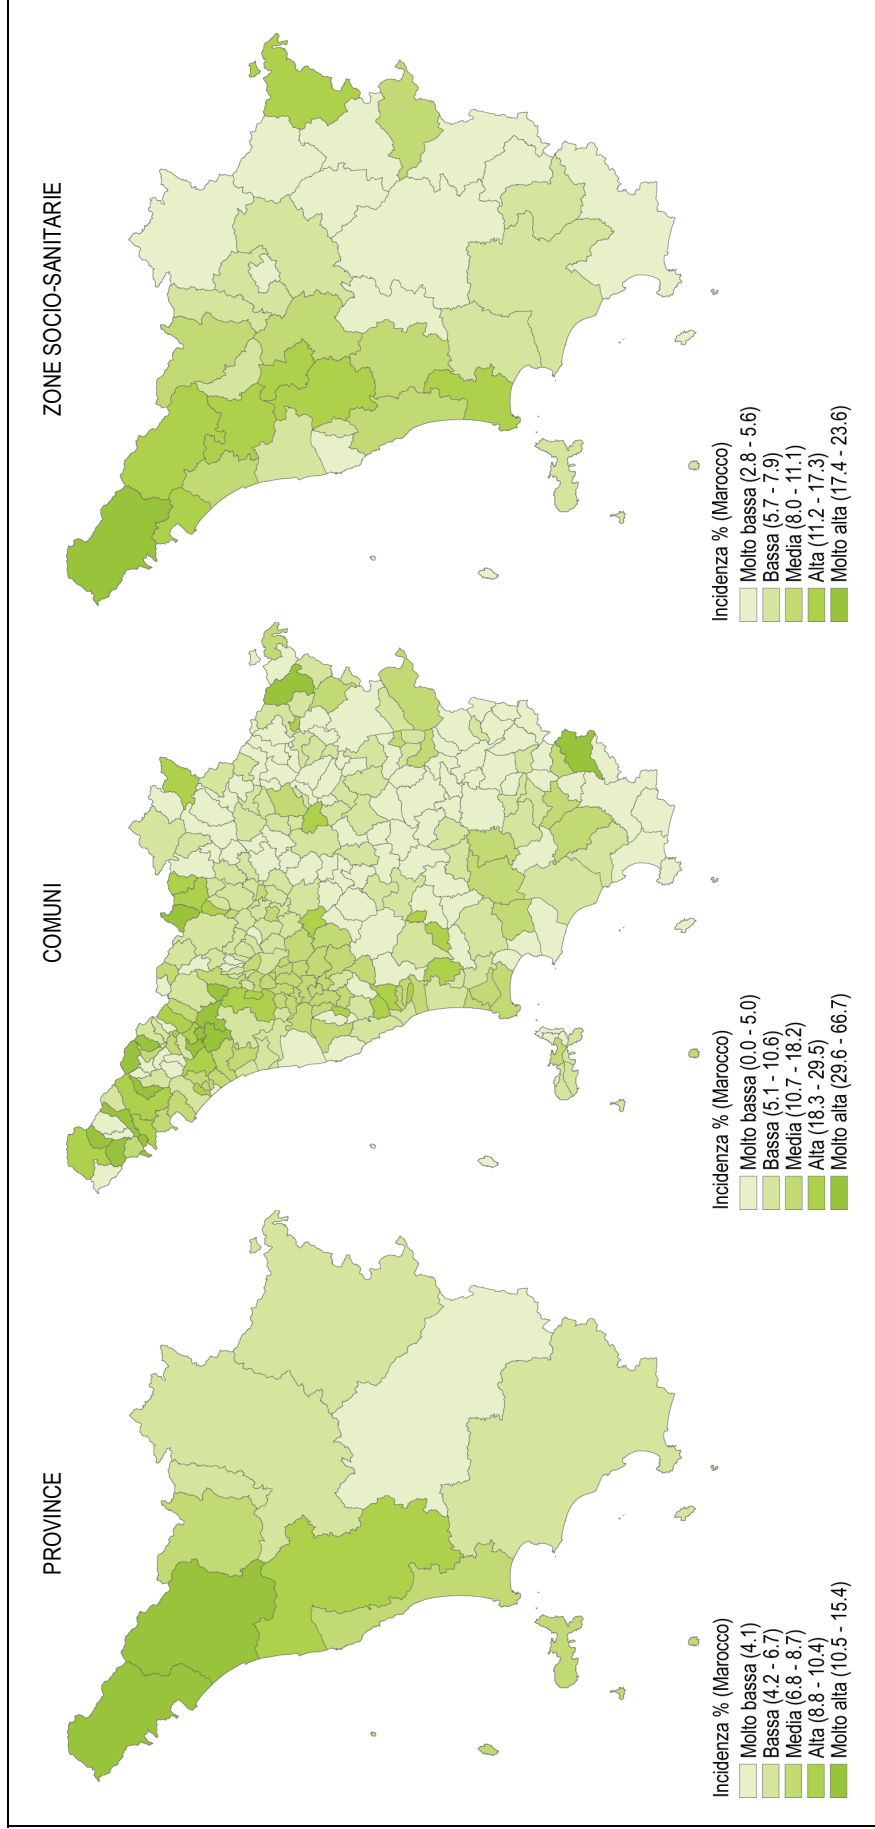 PROVINCE
Incidenza % (Marocco)
Molto bassa (4.1)
Bassa (4.2 - 6.7)
Media (6.8 - 8.7)
Alta (8.8 - 10.4)
Molto alta (10.5 - 15.4)
COMUNI
Incidenza % (Marocco)
Molto bassa (0.0 - 5.0)
Bassa (5.1 - 10.6)
Media (10.7 - 18.2)
Alta (18.3 - 29.5)
Molto alta (29.6 - 66.7)
ZONE SOCIO-SANITARIE
Incidenza % (Marocco)
Molto bassa (2.8 - 5.6)
Bassa (5.7 - 7.9)
Media (8.0 - 11.1)
Alta (11.2 - 17.3)
Molto alta (17.4 - 23.6)